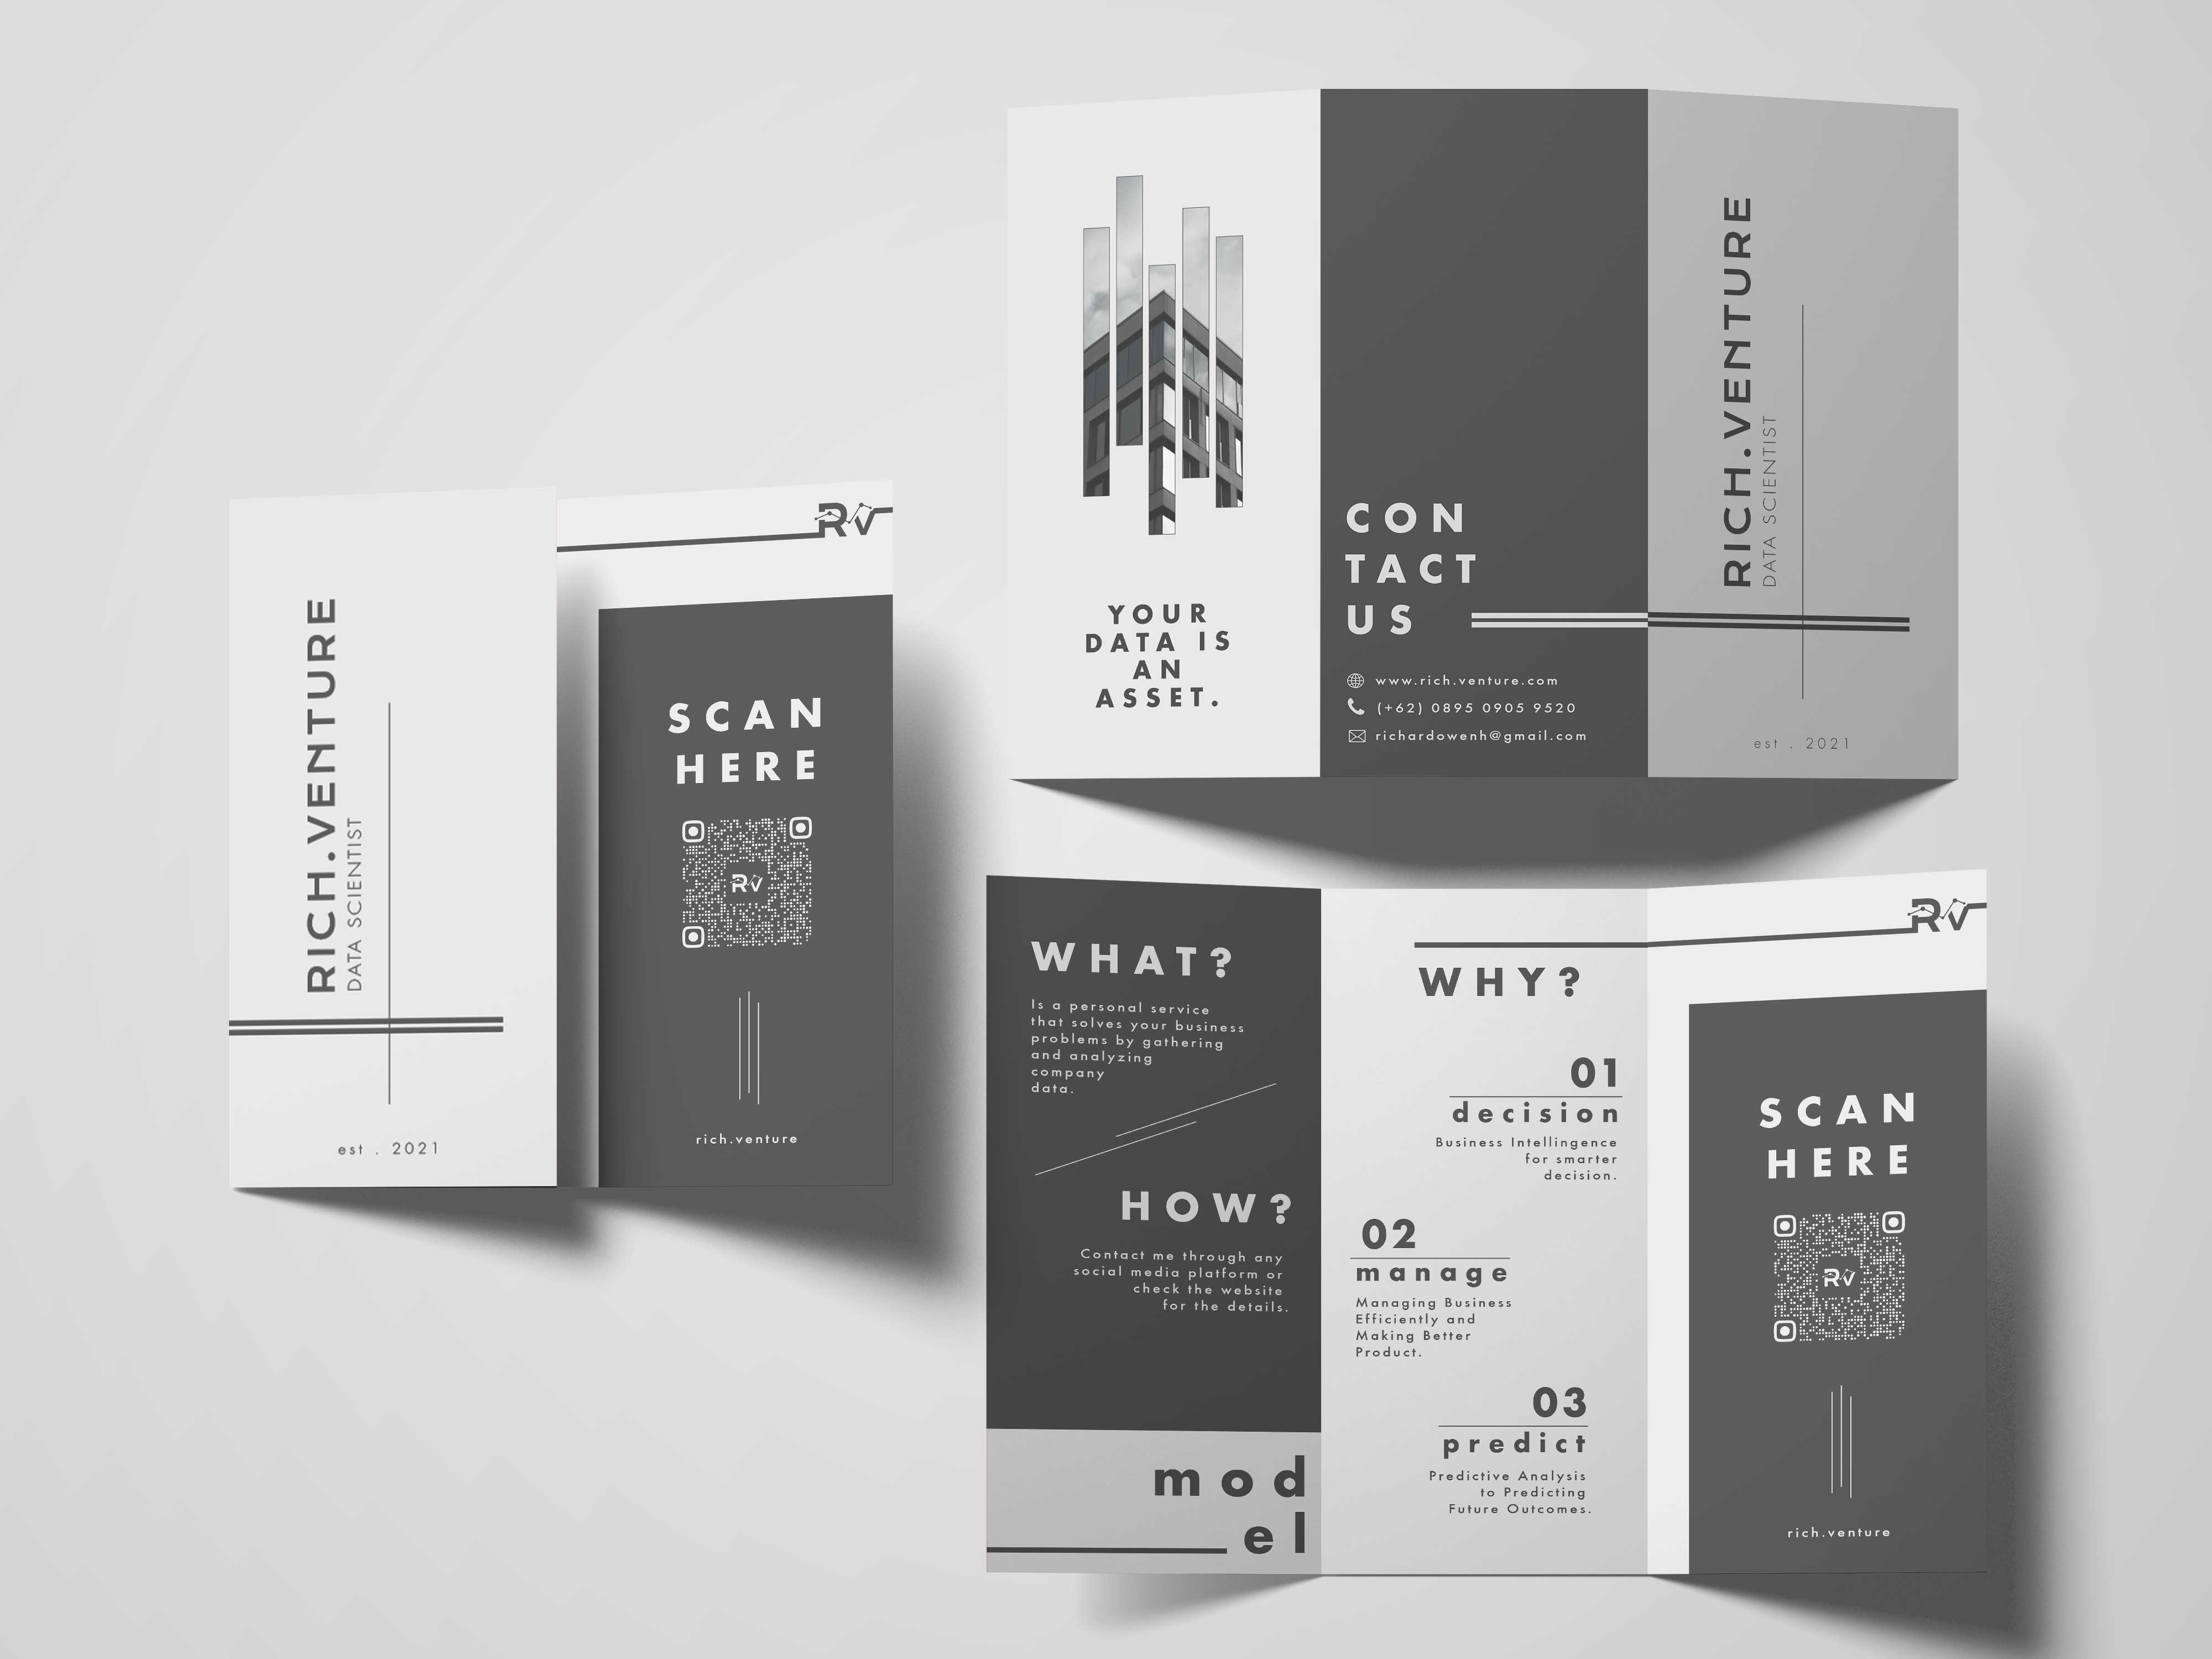 RICH.VENTURE
DATA SCIENTIST
est . 2021
Rv
SCAN
HERE
Rv
rich.venture
YOUR
DATA IS
AN
ASSET.
CON
TACT
US
www.rich.venture.com
(+62) 0895 0905 9520
richardowenh@gmail.com
RICH.VENTURE
DATA SCIENTIST
est . 2021
WHAT?
Is a personal service
that solves your business
problems by gathering
and analyzing
company
data.
HOW?
Contact me through any
social media platform or
check the website
for the details.
mod
el
WHY?
01
decision
Business Intellingence
for smarter
decision.
02
manage
Managing Business
Efficiently and
Making Better
Product.
03
predict
Predictive Analysis
to Predicting
Future Outcomes.
Rv
SCAN
HERE
Rv
rich.venture